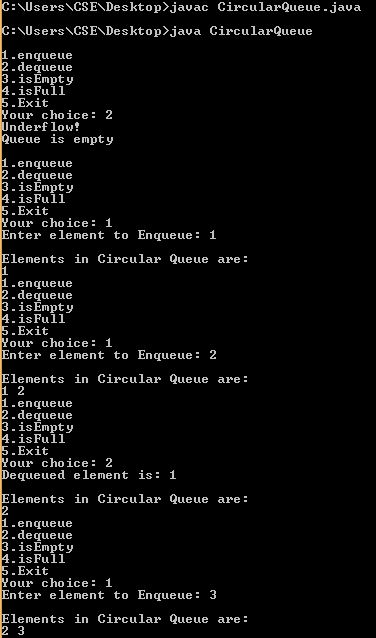 C:\Users\CSE\Desktop>javac CircularQueue.java
C:\Users\CSE\Desktop>java CircularQueue
1.enqueue
2.dequeue
3.isEmpty
4.isFull
5.Exit
Your choice: 2
Underflow!
Queue is empty
1.enqueue
2.dequeue
3.isEmpty
4.isFull
5.Exit
Your choice: 1
Enter element to Enqueue: 1
Elements in Circular Queue are:
1
1.enqueue
2.dequeue
3.isEmpty
4.isFull
5.Exit
Your choice: 1
Enter element to Enqueue: 2
Elements in Circular Queue are:
1 2
1.enqueue
2.dequeue
3.isEmpty
4.isFull
5.Exit
Your choice: 2
Dequeued element is: 1
Elements in Circular Queue are:
2
1.enqueue
2.dequeue
3.isEmpty
4.isFull
5.Exit
Your choice: 1
Enter element to Enqueue: 3
Elements in Circular Queue are:
2 3